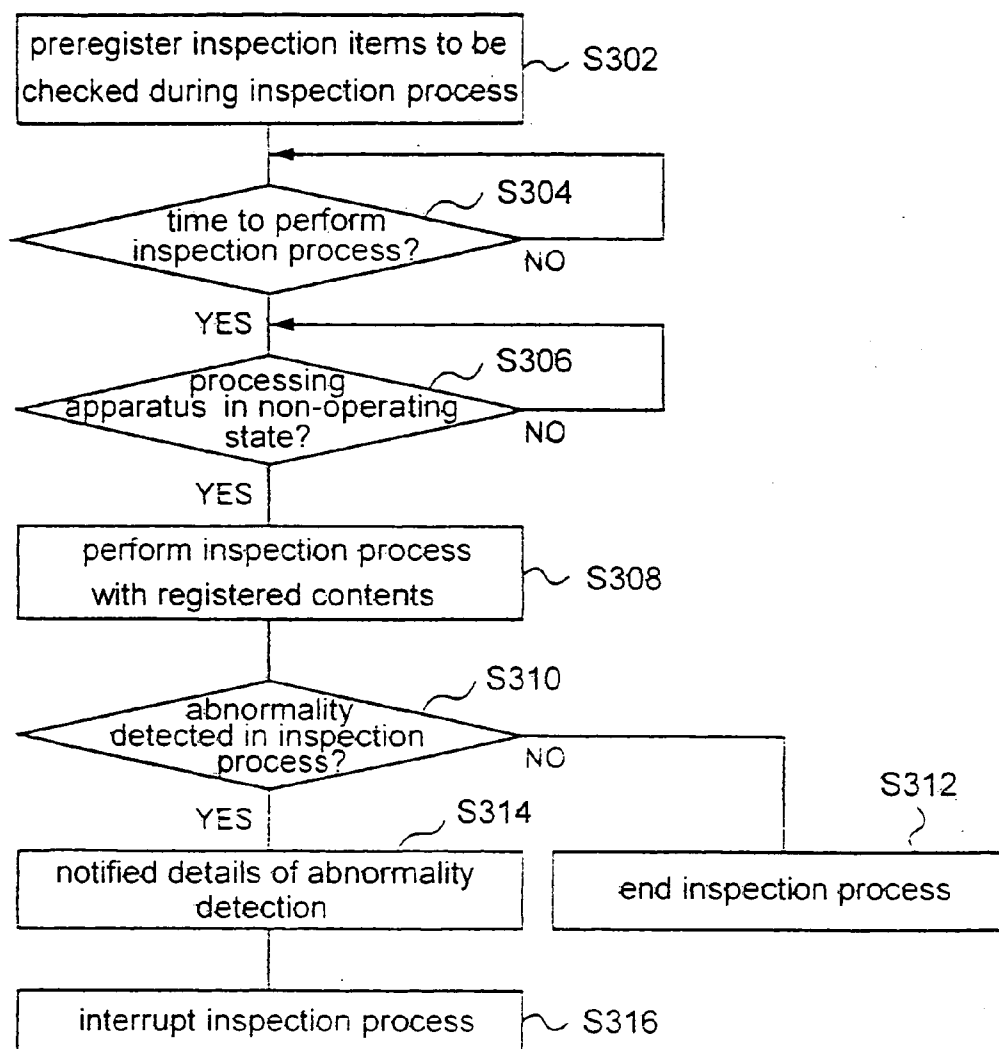 preregister inspection items to be
checked during inspection process
S302
S304
time to perform
inspection process?
NO
YES
S306
processing
apparatus in non-operating
state?
NO
YES
perform inspection process
with registered contents
S308
S310
abnormality
detected in inspection
process?
NO
YES
S314
S312
notified details of abnormality
detection
end inspection process
interrupt inspection process
S316